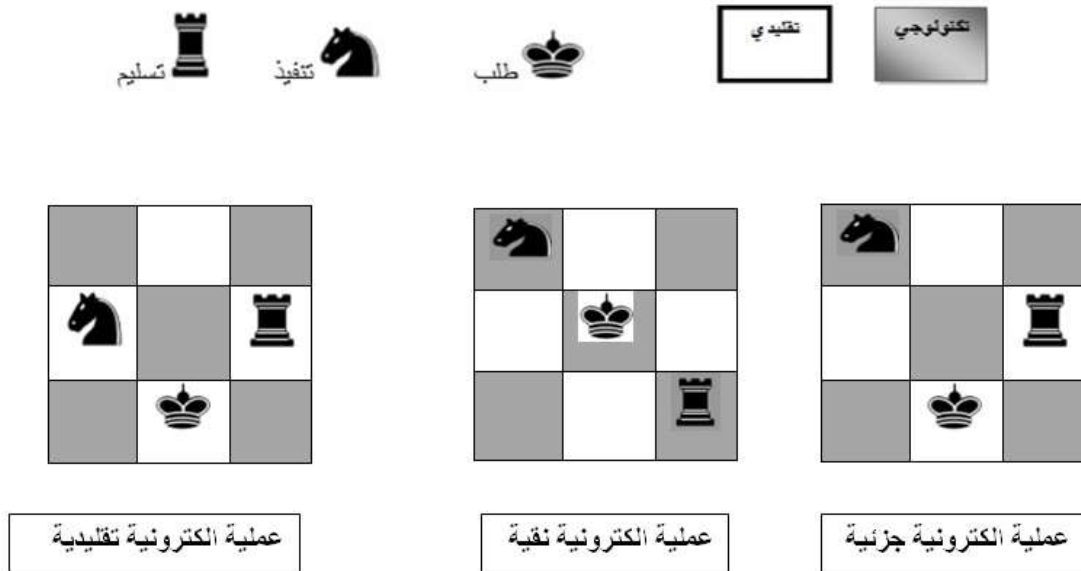 تكنولوجي
تقليدي
طلب
تنفيذ
تسليم
عملية الكترونية جزئية
عملية الكترونية نقية
عملية الكترونية تقليدية